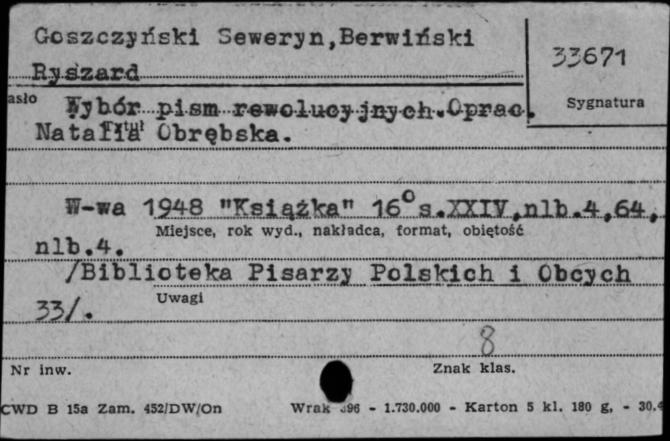 Goszczyński Seweryn,Berwiński
33671
Ryszard
asło
Wybór pism rewolucyjnych.Oprac.
Sygnatura
Natalia Obrębska.
W-wa 1948 "Książka" 16° s.XXIV,nlb.4,64,
Miejsce, rok wyd., nakładca, format, objętość
nlb.4.
/Biblioteka Pisarzy Polskich i Obcych
Uwagi
33/.
8
Nr inw.
Znak klas.
CWD B 15a Zam. 452/DW/On
Wrak 96 - 1.730.000 - Karton 5 kl. 180 g, - 30.4